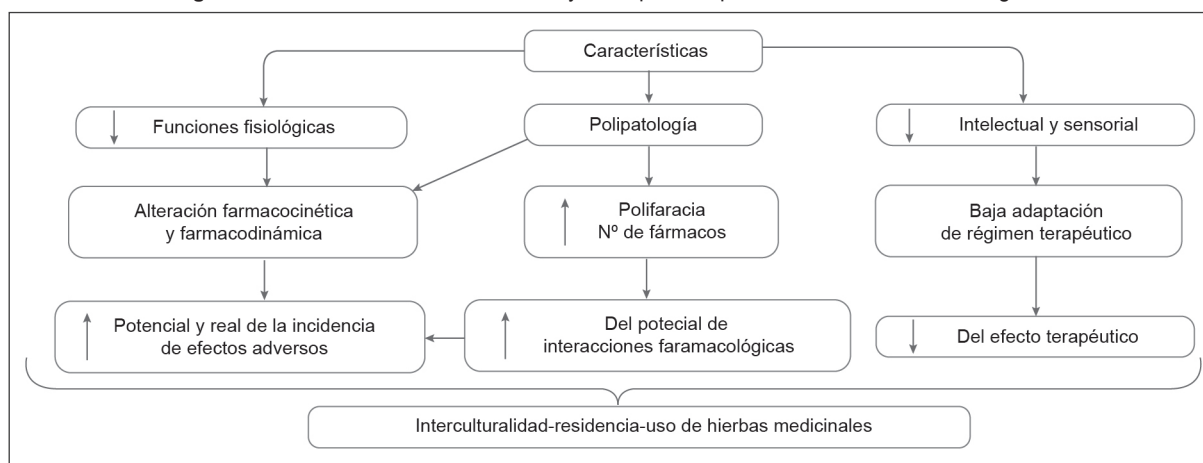 Características
Funciones fisiológicas
Polipatología
Intelectual y sensorial
Alteración farmacocinética
y farmacodinámica
Polifaracia
Nº de fármacos
Baja adaptación
de régimen terapéutico
Potencial y real de la incidencia
de efectos adversos
Del potecial de
interacciones faramacológicas
Del efecto terapéutico
Interculturalidad-residencia-uso de hierbas medicinales